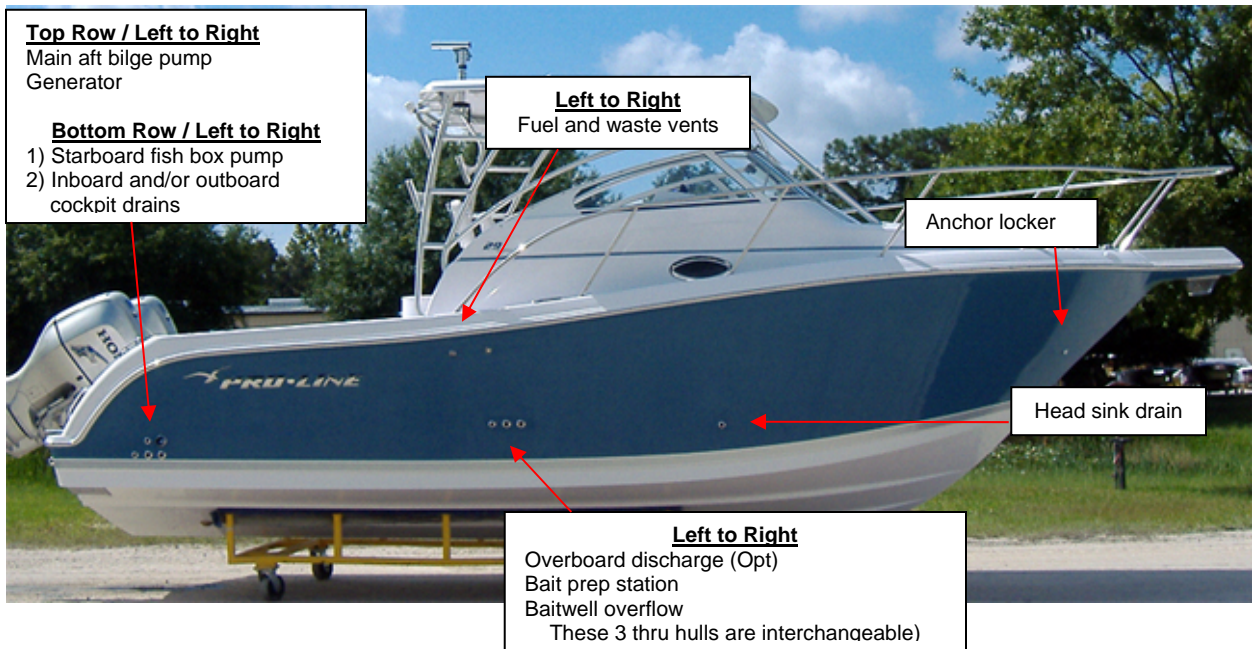 Top Row / Left to Right
Main aft bilge pump
Generator
Bottom Row / Left to Right
1) Starboard fish box pump
2) Inboard and/or outboard
cockpit drains
Left to Right
Fuel and waste vents
Anchor locker
29
HO
PRO-LINE
Head sink drain
Left to Right
Overboard discharge (Opt)
Bait prep station
Baitwell overflow
These 3 thru hulls are interchangeable)